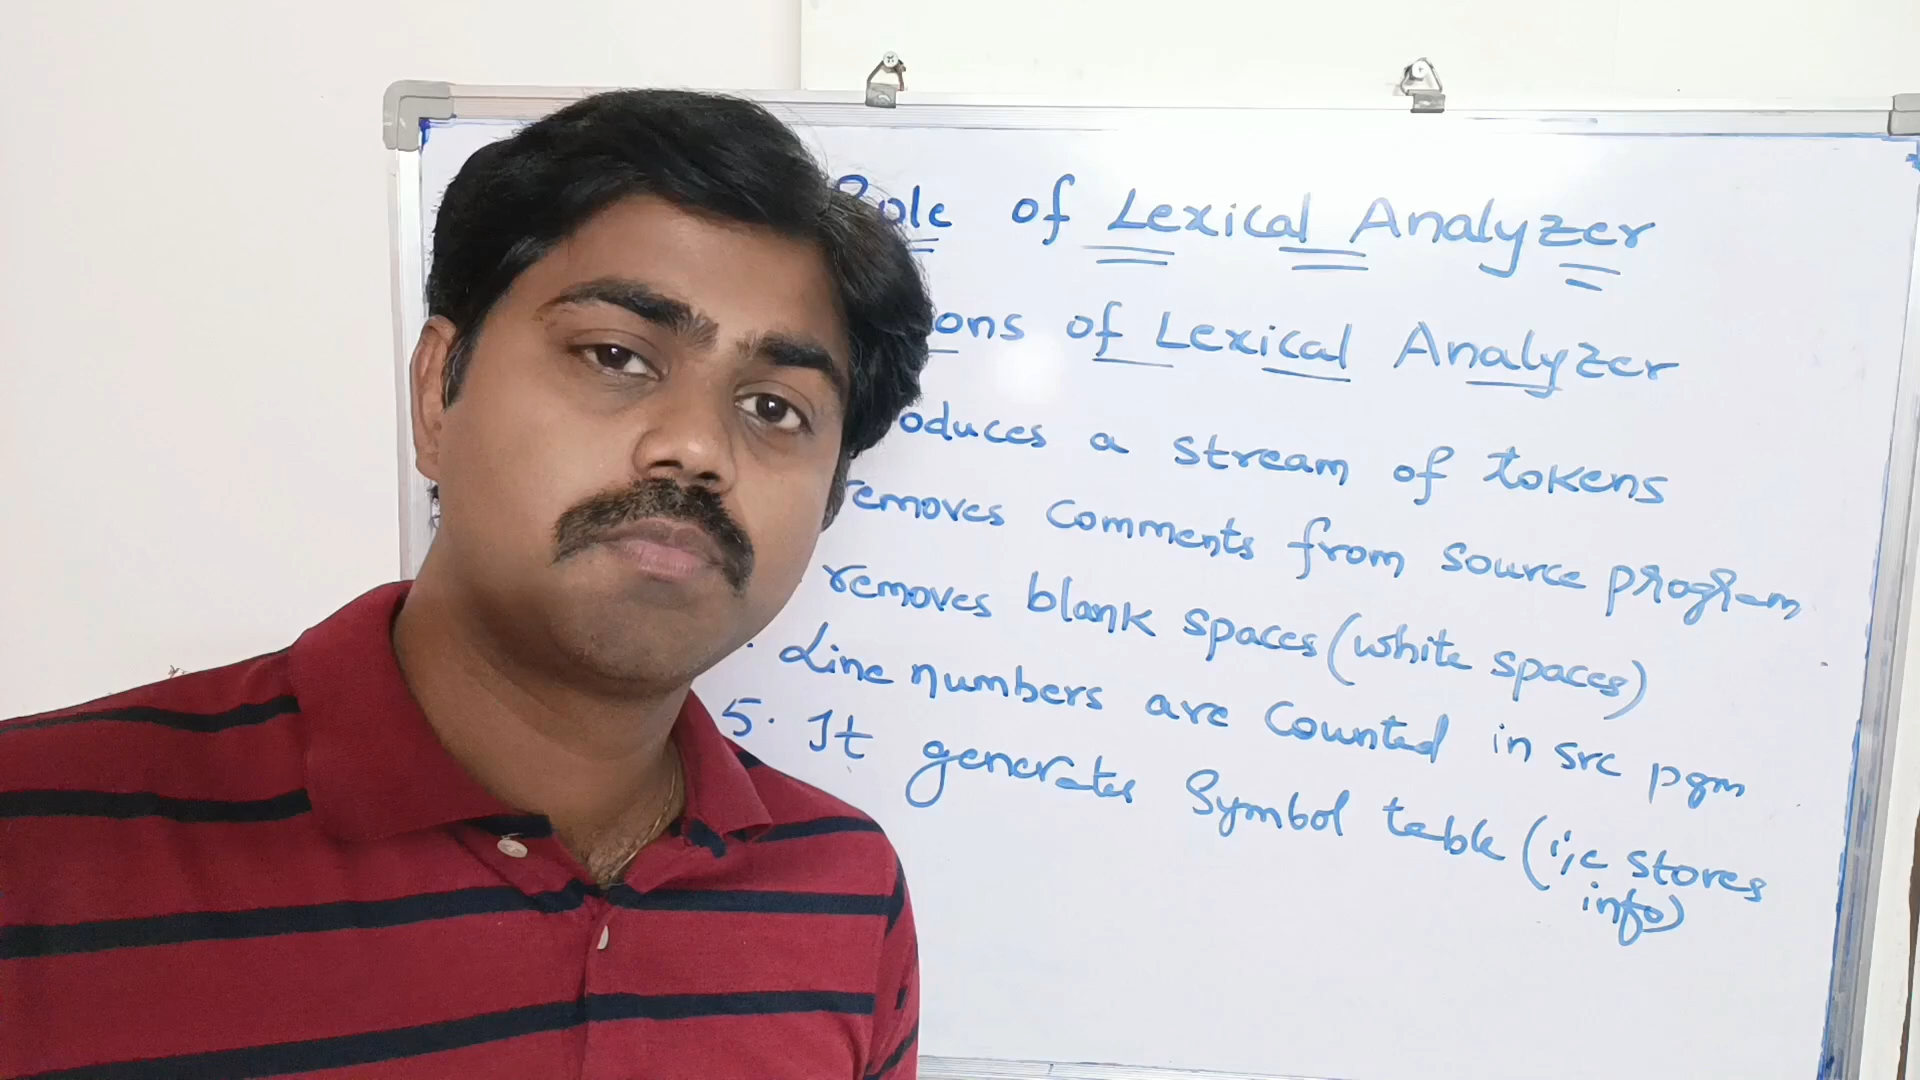 Role of Lexical Analyzer
ons of Lexical Analyzer
oduces a stream of tokens
removes comments from source program
removes blank spaces (white spaces)
. Line numbers are counted in src pgm
5. It generates Symbol table (i,e stores
info)